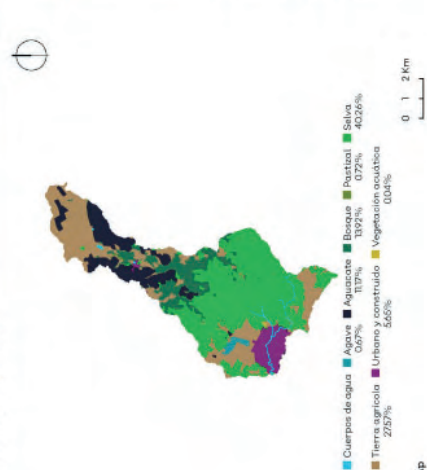 Cuerpos de agua
Agave
0.67%
Aguacate
11.17%
Bosque
13.92%
Pastizal
0.72%
Selva
40.26%
Tierra agrícola
27.57%
Urbano y construido
5.65%
Vegetación acuática
0.04%
0 1 2 Km